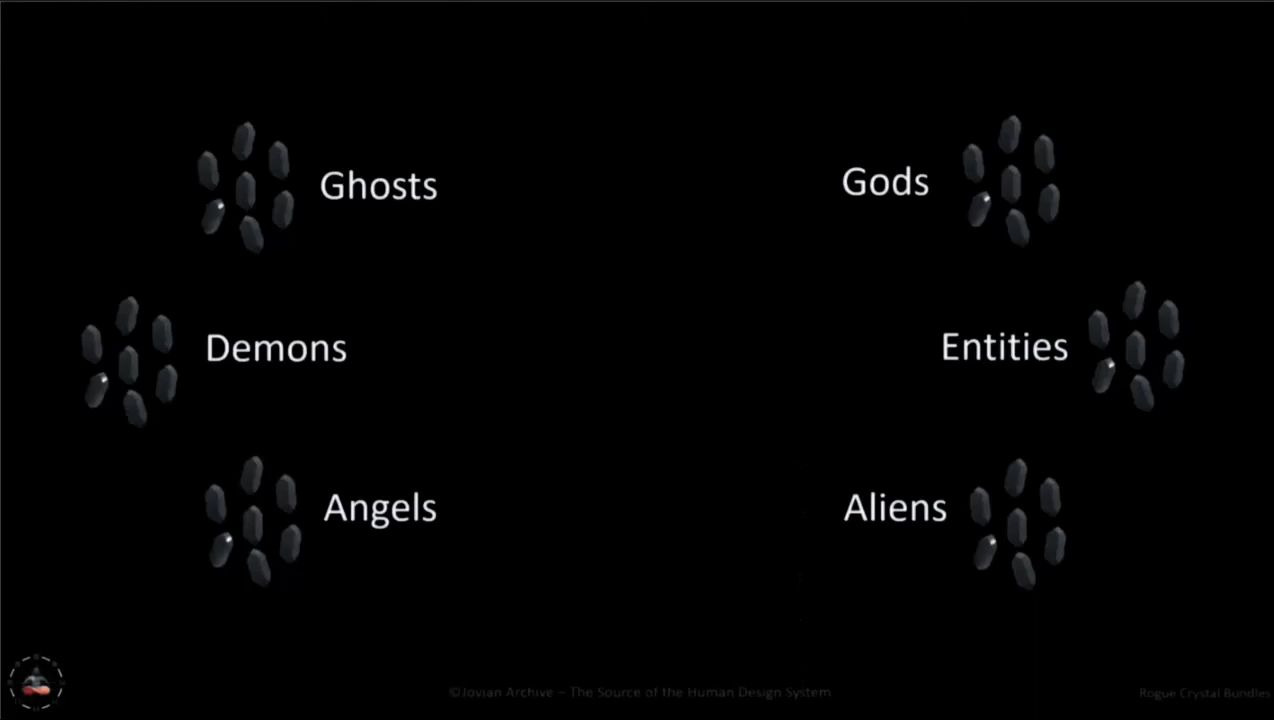 Ghosts
Gods
Demons
Entities
Angels
Aliens
©Jovian Archive – The Source of the Human Design System
Rogue Crystal Bundles